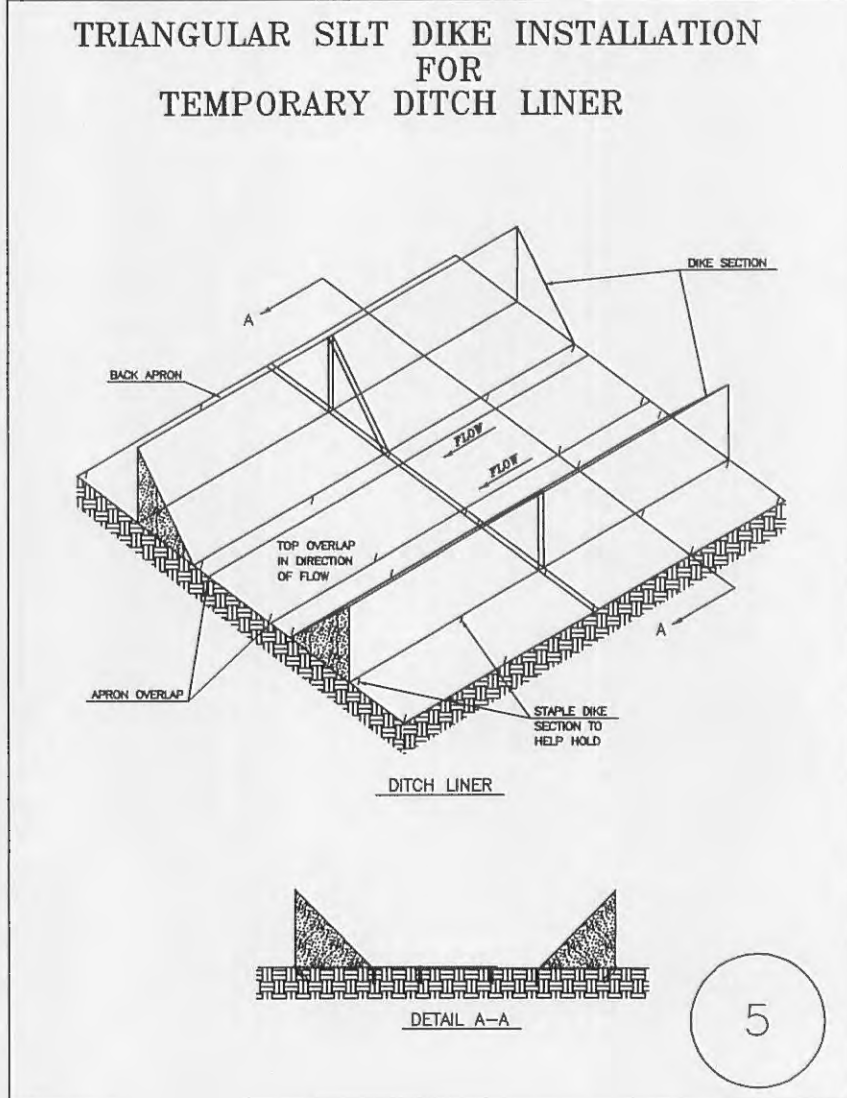 TRIANGULAR SILT DIKE INSTALLATION
FOR
TEMPORARY DITCH LINER
DIKE SECTION
A
BACK APRON
FLOW
FLOW
TOP OVERLAP
IN DIRECTION
OF FLOW
A
APRON OVERLAP
STAPLE DIKE
SECTION TO
HELP HOLD
DITCH LINER
DETAIL A-A
5